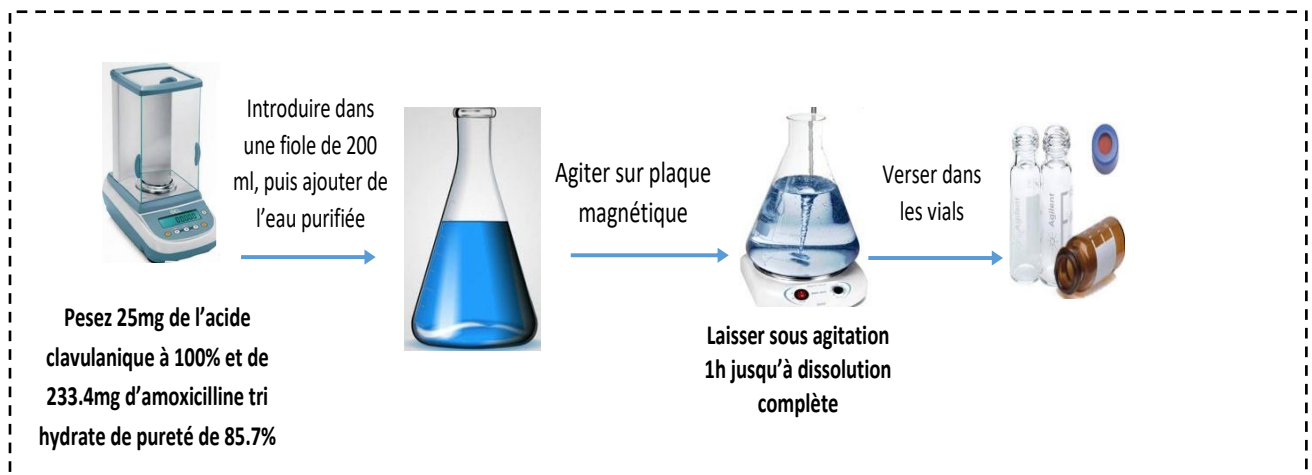 Introduire dans
une fiole de 200
ml, puis ajouter de
l’eau purifiée
Agiter sur plaque
magnétique
Verser dans
les vials
Agilent
Agilent
Pesez 25mg de l’acide
clavulanique à 100% et de
233.4mg d’amoxicilline tri
hydrate de pureté de 85.7%
Laisser sous agitation
1h jusqu’à dissolution
complète